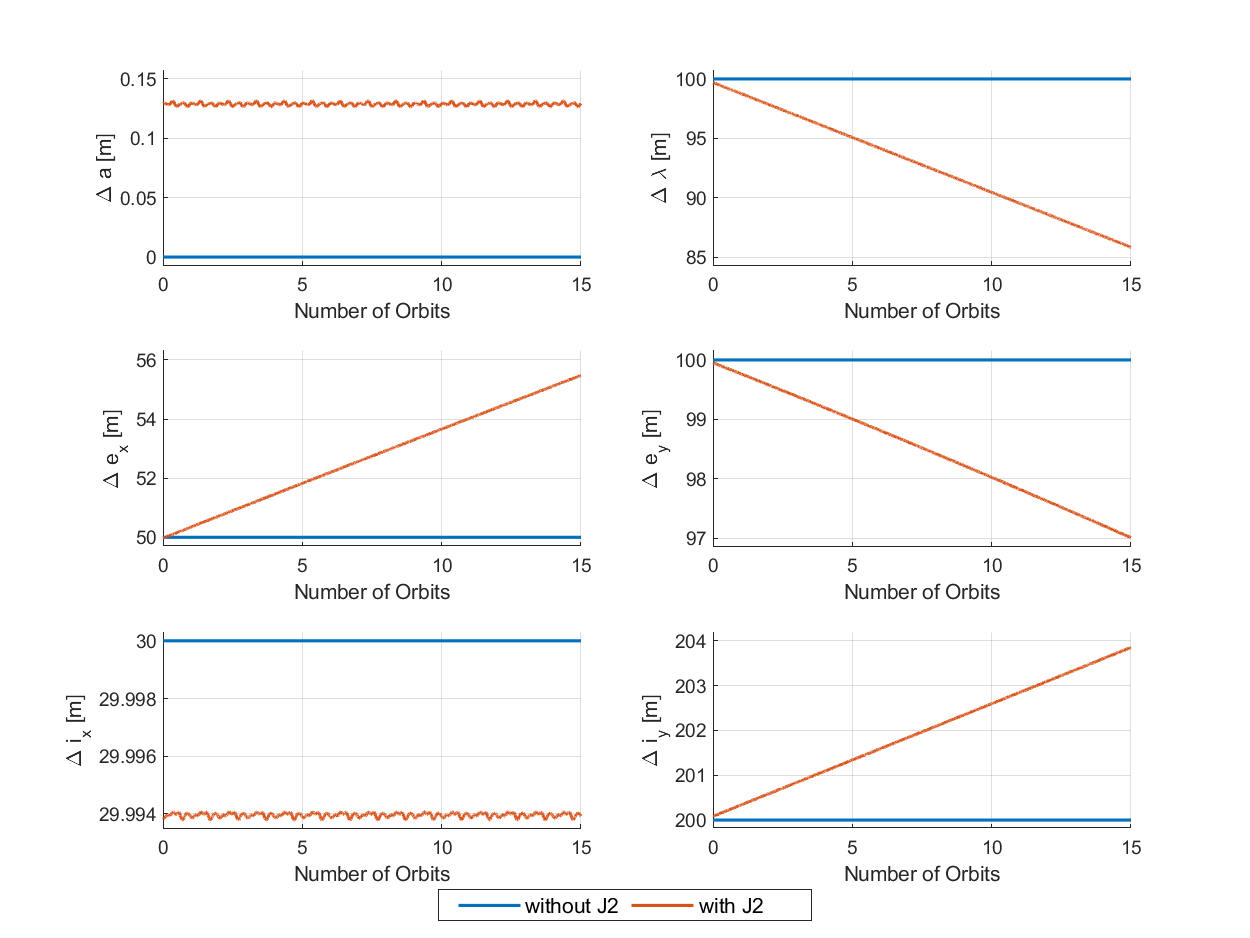 0.15
0.1
0.05
0
Δ a [m]
0 5 10 15
Number of Orbits
100
95
90
85
Δ λ [m]
0 5 10 15
Number of Orbits
56
54
52
50
Δ e_x [m]
0 5 10 15
Number of Orbits
100
99
98
97
Δ e_y [m]
0 5 10 15
Number of Orbits
30
29.998
29.996
29.994
Δ i_x [m]
0 5 10 15
Number of Orbits
204
203
202
201
200
Δ i_y [m]
0 5 10 15
Number of Orbits
without J2 with J2